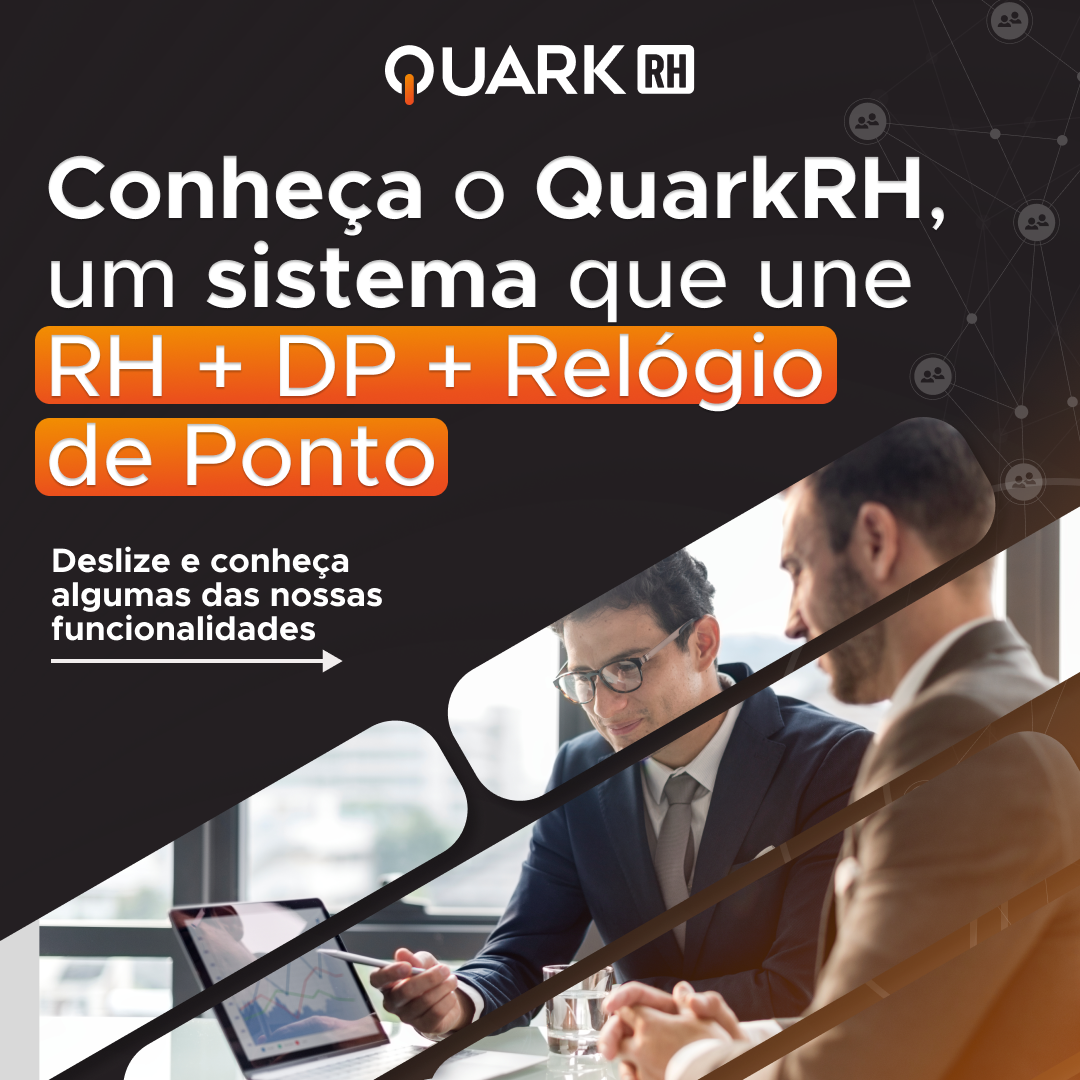 QUARK RH
Conheça o QuarkRH,
um sistema que une
RH + DP + Relógio
de Ponto
Deslize e conheça
algumas das nossas
funcionalidades